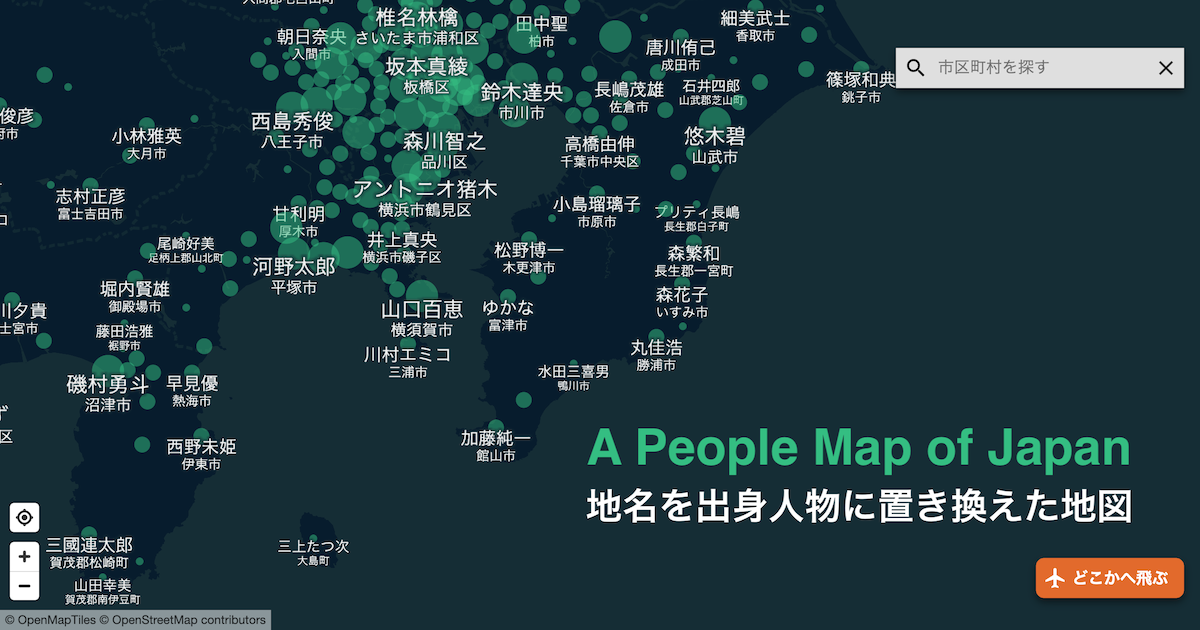 椎名林檎
さいたま市浦和区
田中聖
柏市
細美武士
香取市
朝日奈央
入間市
唐川侑己
成田市
坂本真綾
板橋区
市区町村を探す
篠塚和典
銚子市
鈴木達央
市川市
長嶋茂雄
佐倉市
石井四郎
山武郡芝山町
俊彦
府市
小林雅英
大月市
西島秀俊
八王子市
森川智之
品川区
高橋由伸
千葉市中央区
悠木碧
山武市
志村正彦
富士吉田市
アントニオ猪木
横浜市鶴見区
甘利明
厚木市
小島瑠璃子
市原市
プリティ長嶋
長生郡白子町
尾崎好美
足柄上郡山北町
井上真央
横浜市磯子区
松野博一
木更津市
森繁和
長生郡一宮町
河野太郎
平塚市
堀内賢雄
御殿場市
川夕貴
士宮市
山口百恵
横須賀市
ゆかな
富津市
森花子
いすみ市
藤田浩雅
裾野市
川村エミコ
三浦市
丸佳浩
勝浦市
磯村勇斗
沼津市
早見優
熱海市
水田三喜男
鴨川市
区
西野未姫
伊東市
加藤純一
館山市
A People Map of Japan
地名を出身人物に置き換えた地図
三國連太郎
賀茂郡松崎町
三上たつ次
大島町
山田幸美
賀茂郡南伊豆町
どこかへ飛ぶ
© OpenMapTiles © OpenStreetMap contributors